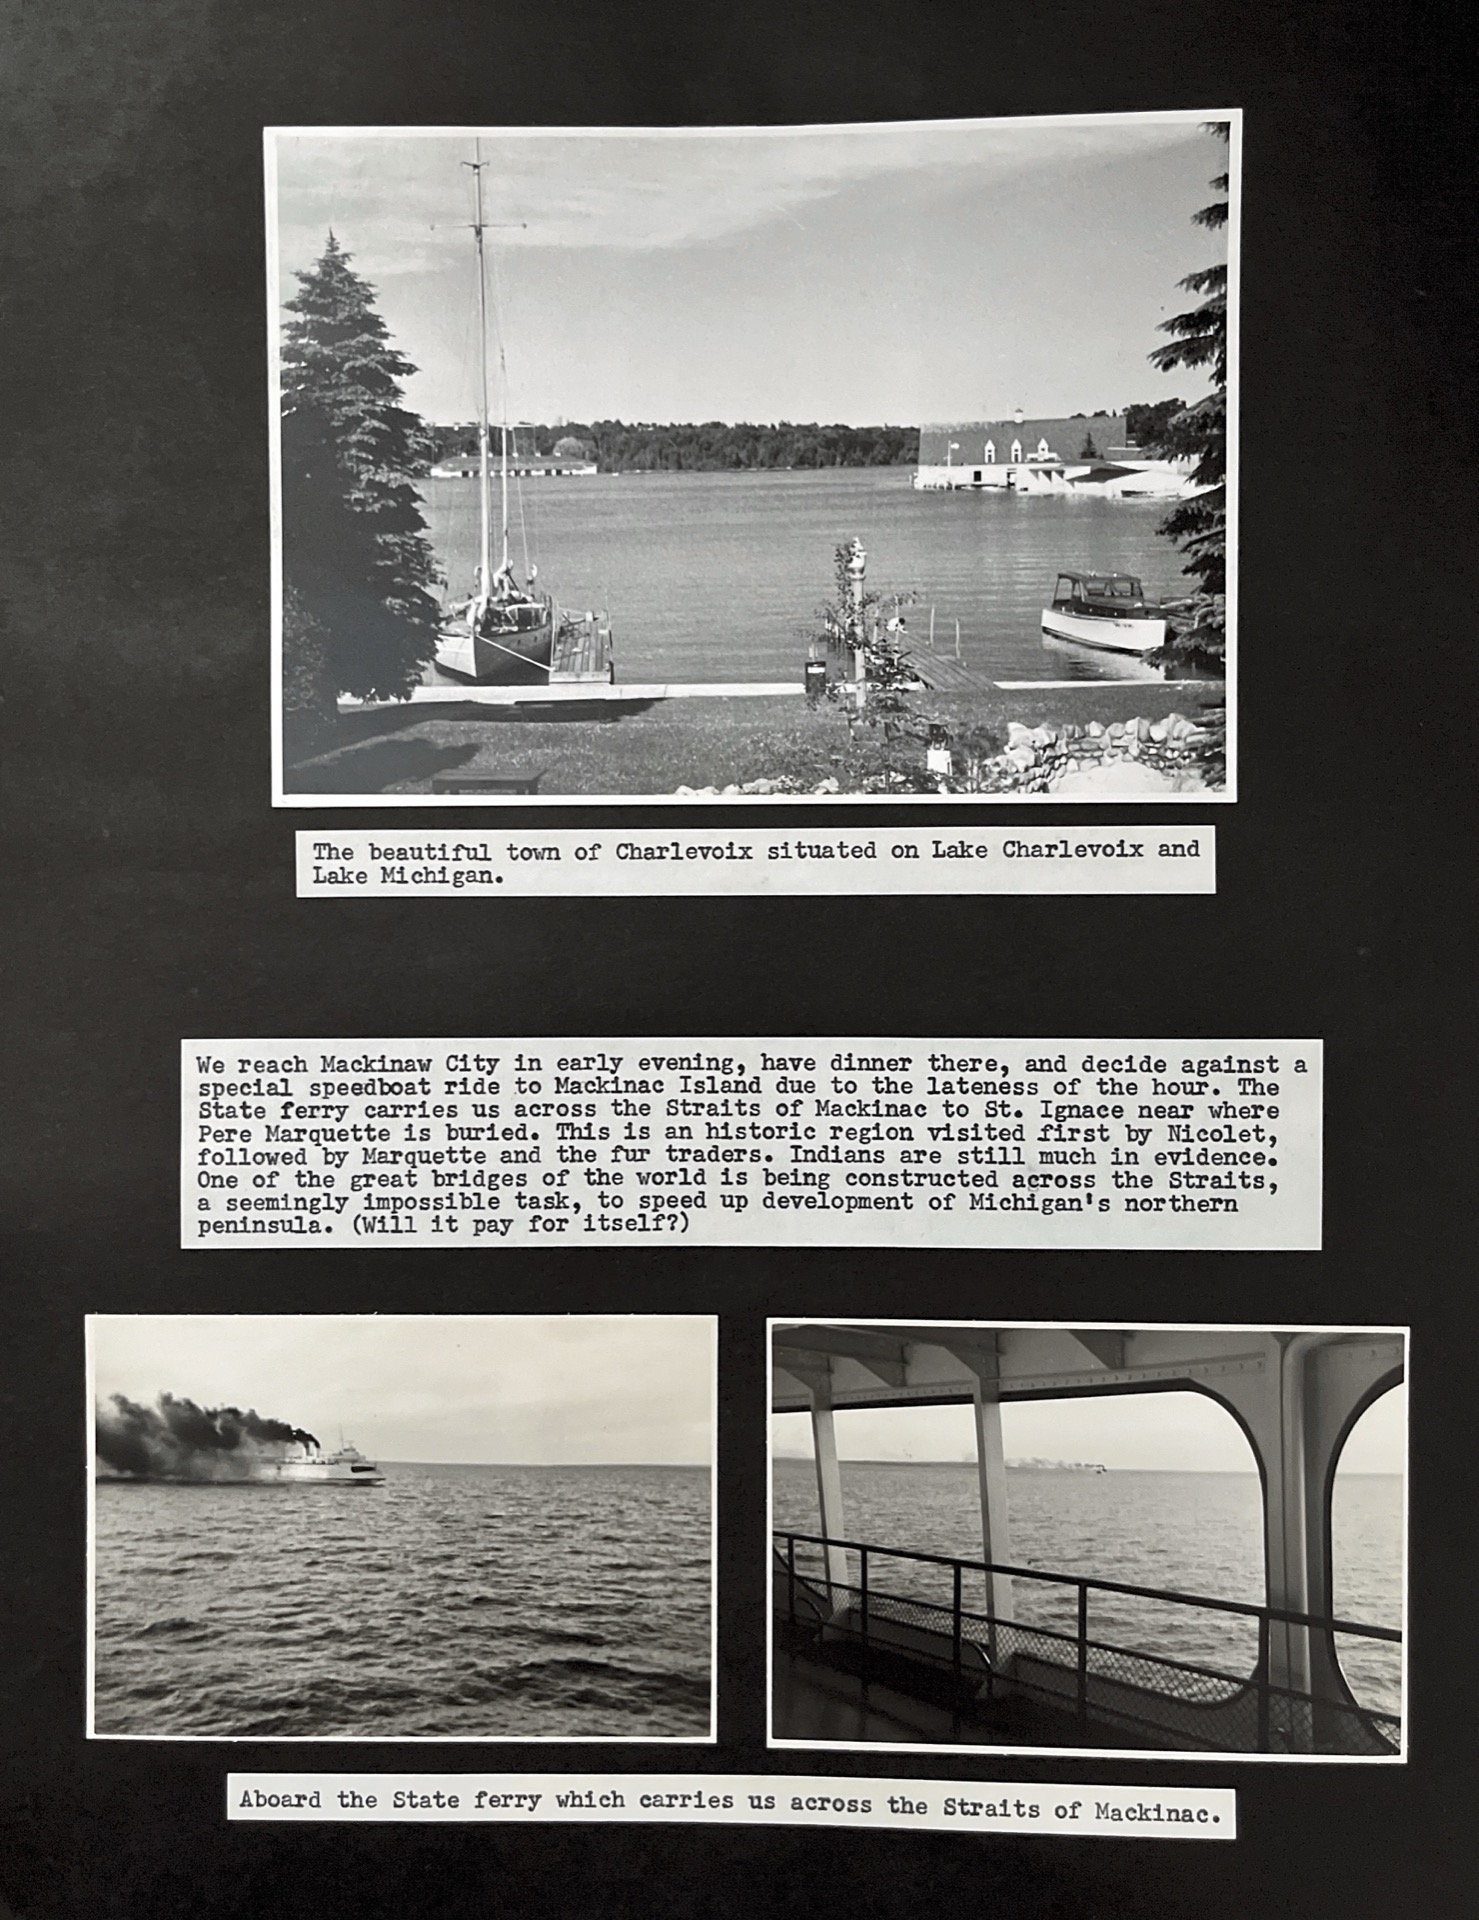 The beautiful town of Charlevoix situated on Lake Charlevoix and
Lake Michigan.
We reach Mackinaw City in early evening, have dinner there, and decide against a
special speedboat ride to Mackinac Island due to the lateness of the hour. The
State ferry carries us across the Straits of Mackinac to St. Ignace near where
Pere Marquette is buried. This is an historic region visited first by Nicolet,
followed by Marquette and the fur traders. Indians are still much in evidence.
One of the great bridges of the world is being constructed across the Straits,
a seemingly impossible task, to speed up development of Michigan's northern
peninsula. (Will it pay for itself?)
Aboard the State ferry which carries us across the Straits of Mackinac.